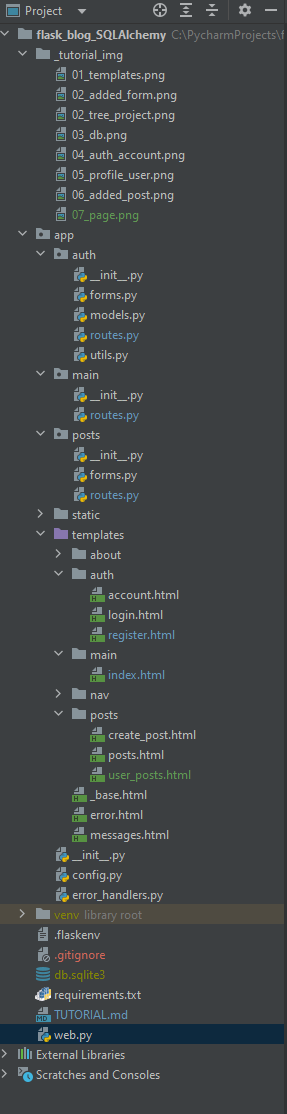 Project
flask_blog_SQLAlchemy C:\PycharmProjects\f
_tutorial_img
01_templates.png
02_added_form.png
02_tree_project.png
03_db.png
04_auth_account.png
05_profile_user.png
06_added_post.png
07_page.png
app
auth
__init__.py
forms.py
models.py
routes.py
utils.py
main
__init__.py
routes.py
posts
__init__.py
forms.py
routes.py
static
templates
about
auth
account.html
login.html
register.html
main
index.html
nav
posts
create_post.html
posts.html
user_posts.html
_base.html
error.html
messages.html
__init__.py
config.py
error_handlers.py
venv library root
.flaskenv
.gitignore
db.sqlite3
requirements.txt
TUTORIAL.md
web.py
External Libraries
Scratches and Consoles